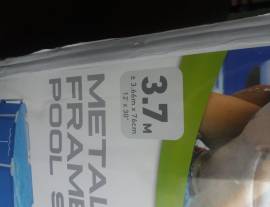 3.7 M
± 3.66m x 76cm
12' x 30"
METAL
FRAME
POOL S